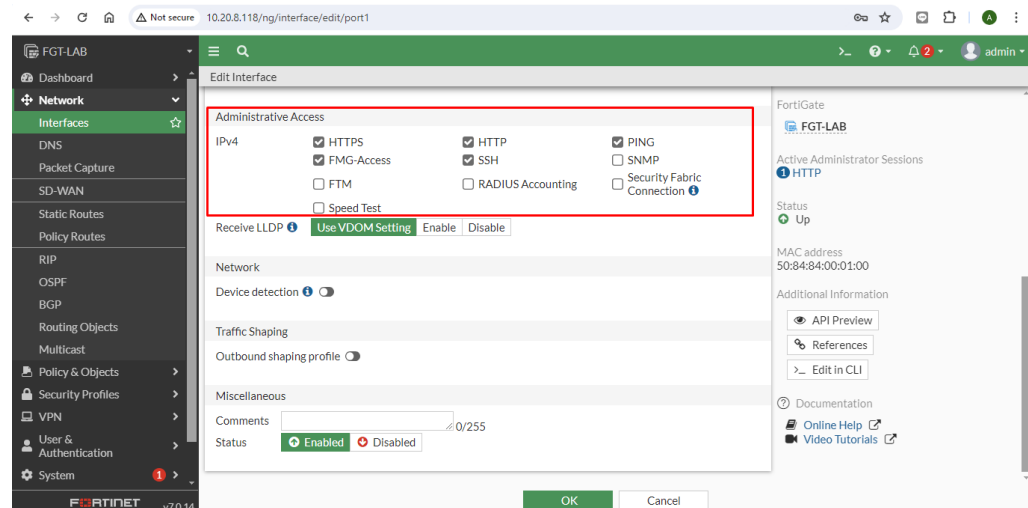 Not secure 10.20.8.118/ng/interface/edit/port1
A
FGT-LAB
2
admin
Dashboard
Network
Interfaces
DNS
Packet Capture
SD-WAN
Static Routes
Policy Routes
RIP
OSPF
BGP
Routing Objects
Multicast
Policy & Objects
Security Profiles
VPN
User &
Authentication
System 1
FORTINET v7.0.14
Edit Interface
Administrative Access
IPv4 HTTPS HTTP PING
FMG-Access SSH SNMP
FTM RADIUS Accounting Security Fabric
Connection
Speed Test
Receive LLDP Use VDOM Setting Enable Disable
Network
Device detection
Traffic Shaping
Outbound shaping profile
Miscellaneous
Comments 0/255
Status Enabled Disabled
OK Cancel
FortiGate
FGT-LAB
Active Administrator Sessions
1 HTTP
Status
Up
MAC address
50:84:84:00:01:00
Additional Information
API Preview
References
>_ Edit in CLI
Documentation
Online Help
Video Tutorials